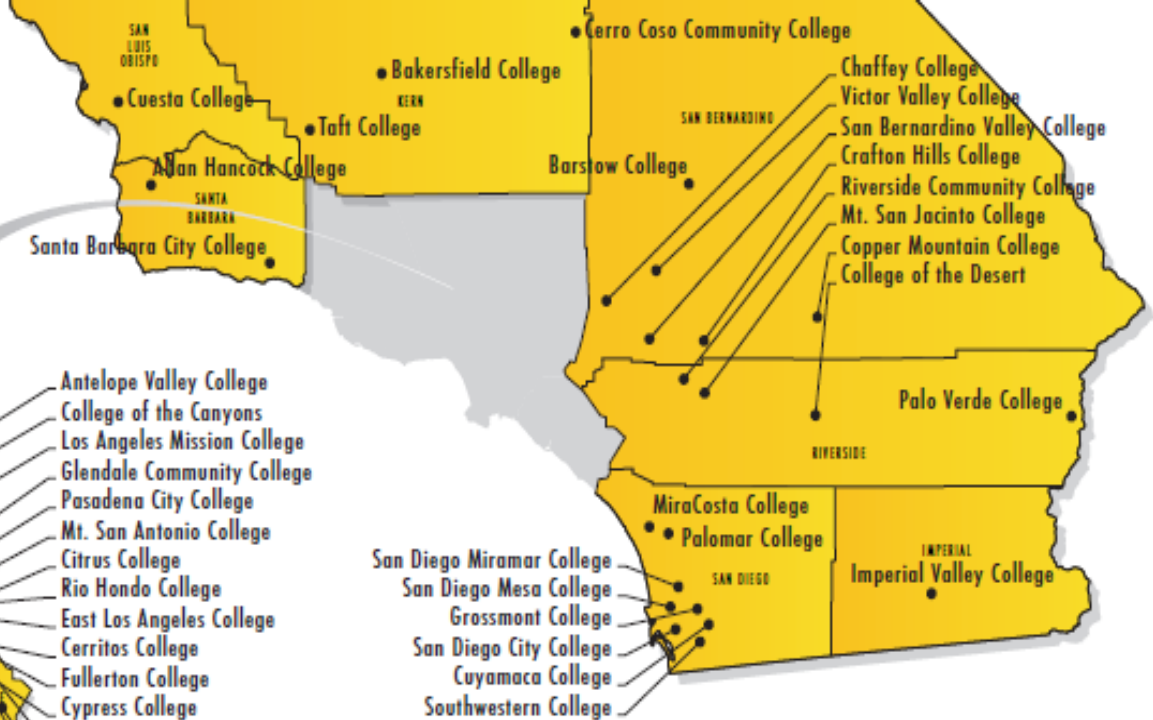 SAN
LUIS
OBISPO
Cerro Coso Community College
Bakersfield College
Chaffey College
Cuesta College
KERN
Victor Valley College
Taft College
SAN BERNARDINO
San Bernardino Valley College
Crafton Hills College
Allan Hancock College
Barstow College
Riverside Community College
SANTA
BARBARA
Mt. San Jacinto College
Santa Barbara City College
Copper Mountain College
College of the Desert
Antelope Valley College
College of the Canyons
Los Angeles Mission College
Glendale Community College
Pasadena City College
Mt. San Antonio College
Citrus College
Rio Hondo College
East Los Angeles College
Cerritos College
Fullerton College
Cypress College
Palo Verde College
RIVERSIDE
MiraCosta College
Palomar College
San Diego Miramar College
San Diego Mesa College
Grossmont College
San Diego City College
Cuyamaca College
Southwestern College
SAN DIEGO
IMPERIAL
Imperial Valley College